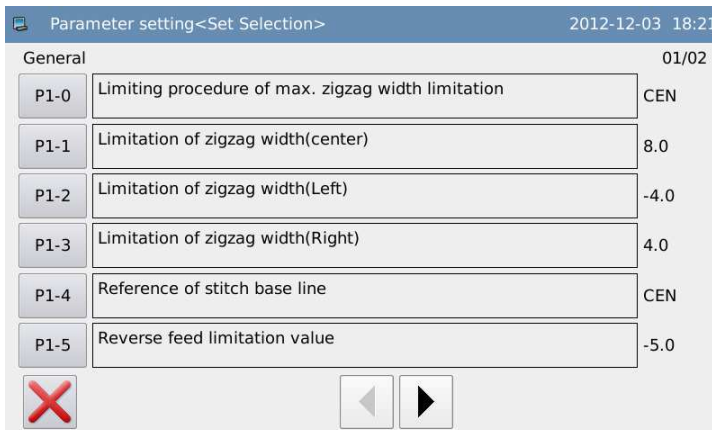 Parameter setting<Set Selection> 2012-12-03 18:21
General 01/02
P1-0 Limiting procedure of max. zigzag width limitation CEN
P1-1 Limitation of zigzag width(center) 8.0
P1-2 Limitation of zigzag width(Left) -4.0
P1-3 Limitation of zigzag width(Right) 4.0
P1-4 Reference of stitch base line CEN
P1-5 Reverse feed limitation value -5.0